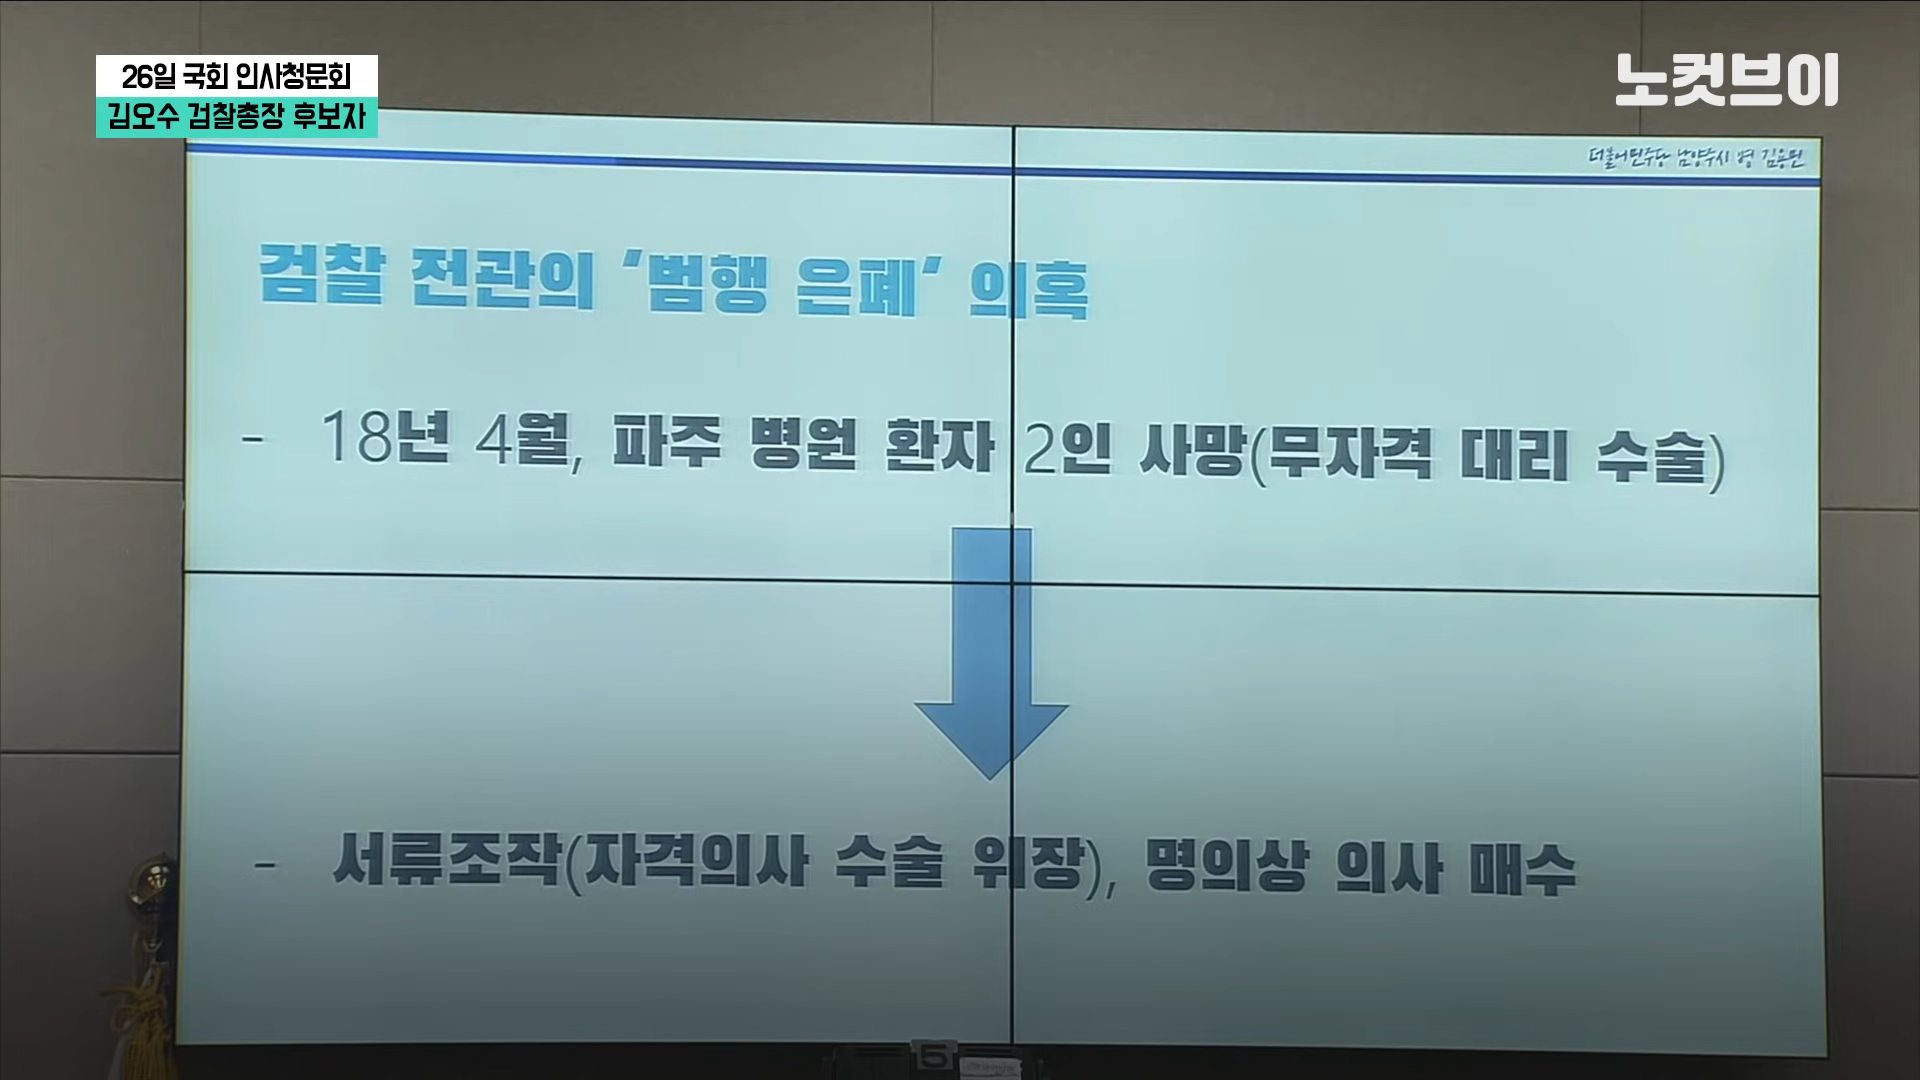 26일 국회 인사청문회
김오수 검찰총장 후보자
노컷브이
더불어민주당 남양주시 병 김용민
검찰 전관의 '범행 은폐' 의혹
- 18년 4월, 파주 병원 환자 2인 사망(무자격 대리 수술)
- 서류조작(자격의사 수술 위장), 명의상 의사 매수
5